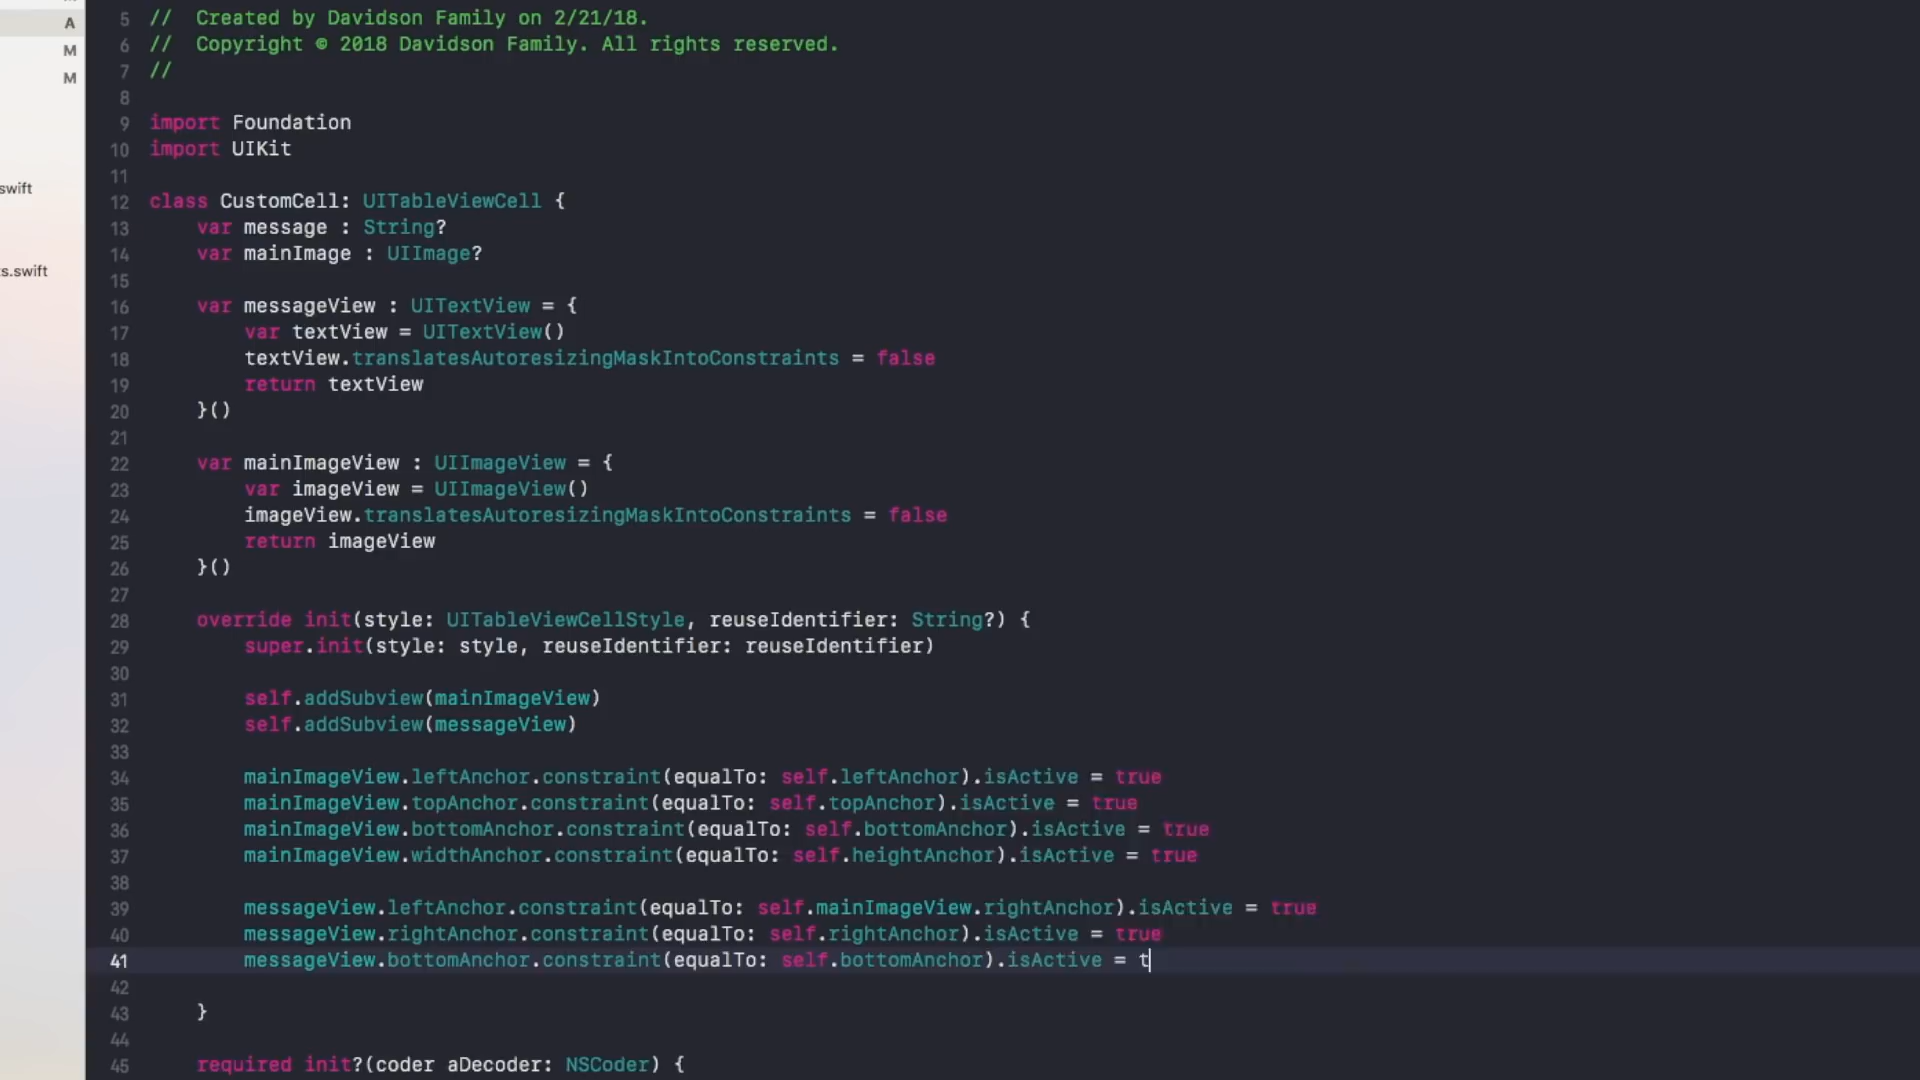 A
M
M
swift
s.swift
5 //  Created by Davidson Family on 2/21/18.
6 //  Copyright © 2018 Davidson Family. All rights reserved.
7 //
8
9 import Foundation
10 import UIKit
11
12 class CustomCell: UITableViewCell {
13     var message : String?
14     var mainImage : UIImage?
15
16     var messageView : UITextView = {
17         var textView = UITextView()
18         textView.translatesAutoresizingMaskIntoConstraints = false
19         return textView
20     }()
21
22     var mainImageView : UIImageView = {
23         var imageView = UIImageView()
24         imageView.translatesAutoresizingMaskIntoConstraints = false
25         return imageView
26     }()
27
28     override init(style: UITableViewCellStyle, reuseIdentifier: String?) {
29         super.init(style: style, reuseIdentifier: reuseIdentifier)
30
31         self.addSubview(mainImageView)
32         self.addSubview(messageView)
33
34         mainImageView.leftAnchor.constraint(equalTo: self.leftAnchor).isActive = true
35         mainImageView.topAnchor.constraint(equalTo: self.topAnchor).isActive = true
36         mainImageView.bottomAnchor.constraint(equalTo: self.bottomAnchor).isActive = true
37         mainImageView.widthAnchor.constraint(equalTo: self.heightAnchor).isActive = true
38
39         messageView.leftAnchor.constraint(equalTo: self.mainImageView.rightAnchor).isActive = true
40         messageView.rightAnchor.constraint(equalTo: self.rightAnchor).isActive = true
41         messageView.bottomAnchor.constraint(equalTo: self.bottomAnchor).isActive = t
42
43     }
44
45     required init?(coder aDecoder: NSCoder) {